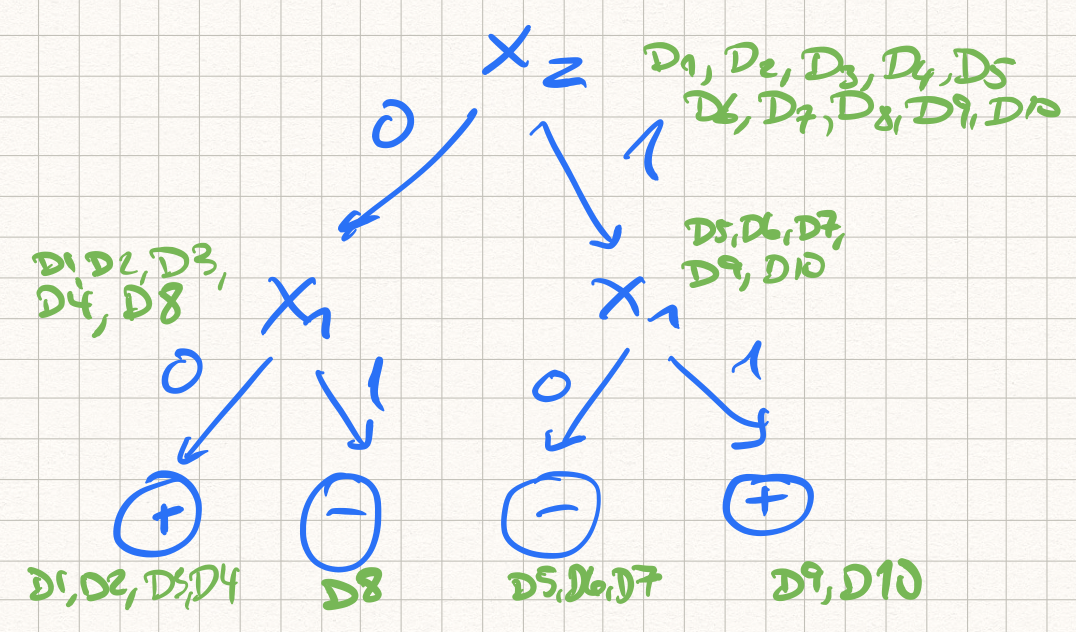 X2
D1, D2, D3, D4, D5
D6, D7, D8, D9, D10
0
1
D1, D2, D3,
D4, D8
X1
D5, D6, D7,
D9, D10
X1
0
1
0
1
+
−
−
+
D1, D2, D3, D4
D8
D5, D6, D7
D9, D10